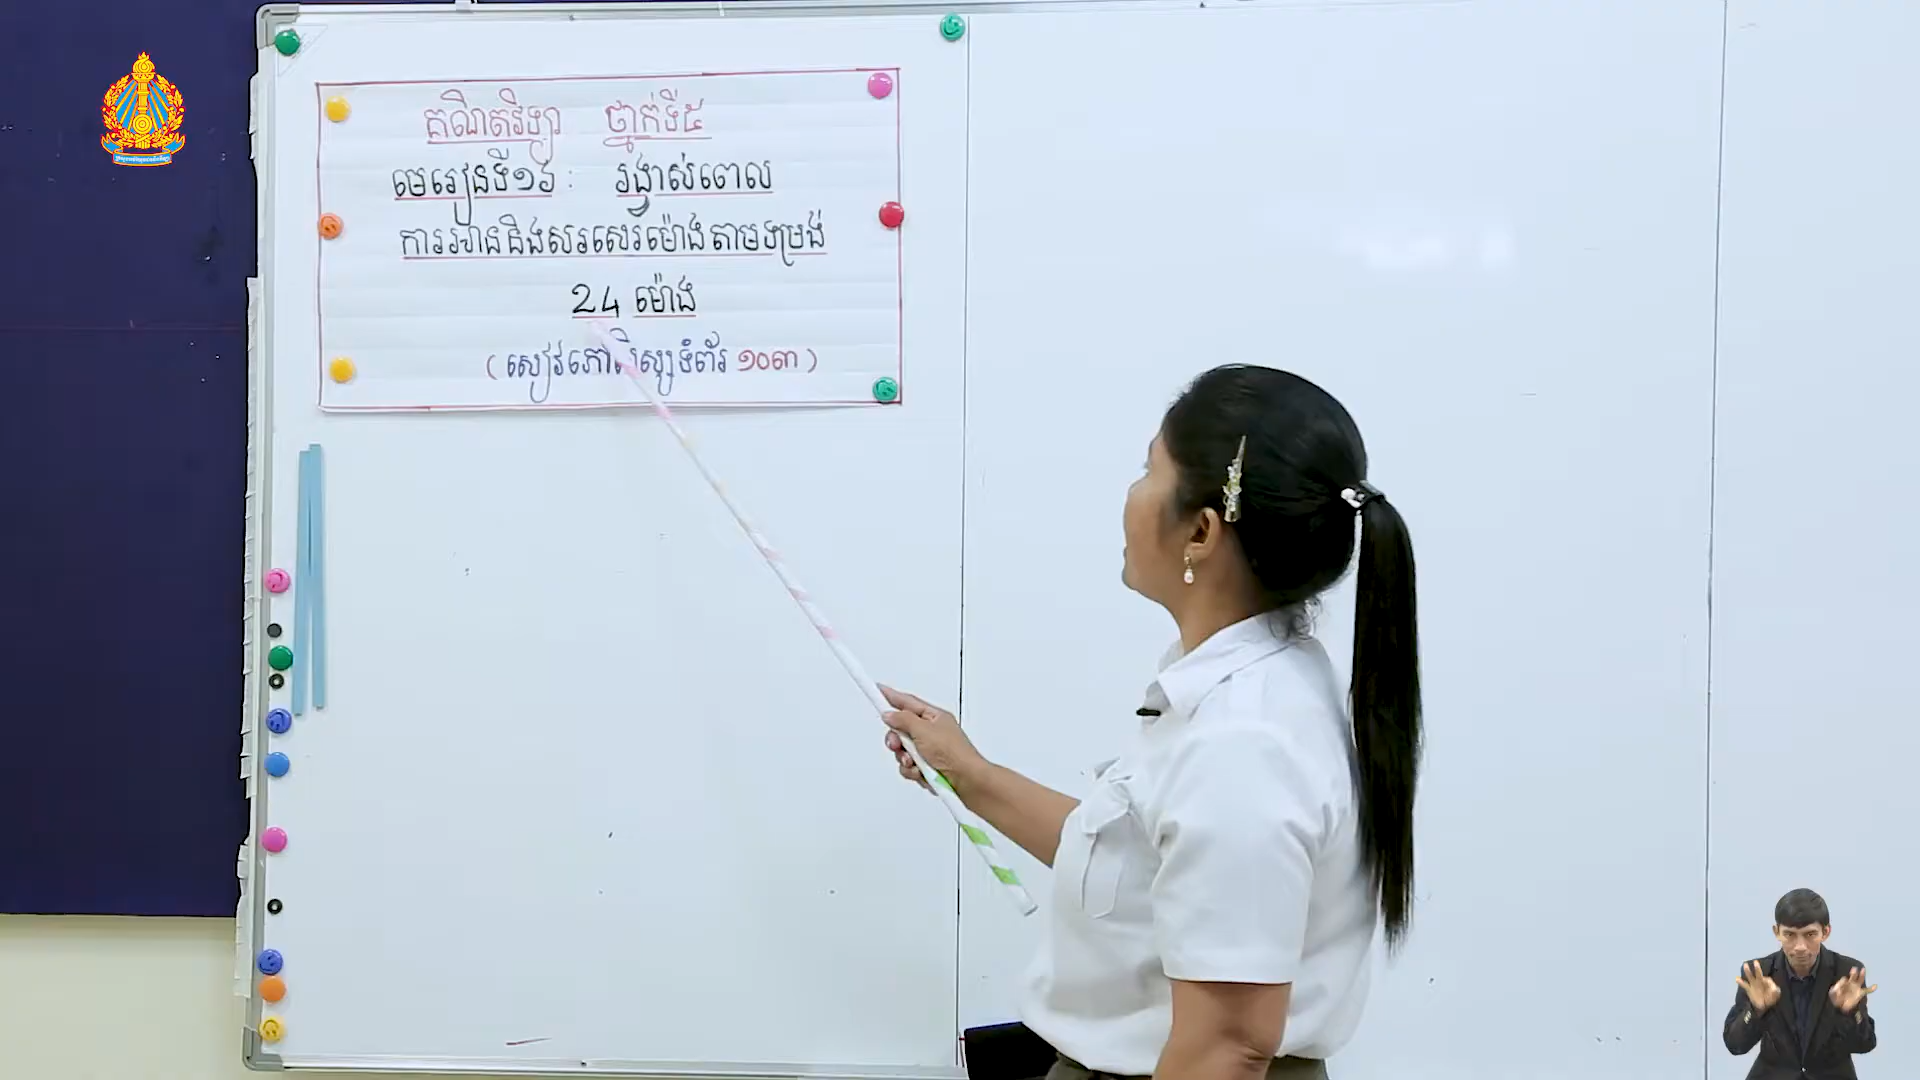 គណិតវិទ្យា ថ្នាក់ទី៥
មេរៀនទី១៦ : រង្វាស់ពេល
ការអាននិងសរសេរម៉ោងតាមទម្រង់
24 ម៉ោង
(សៀវភៅសិស្សទំព័រ ១០៣)